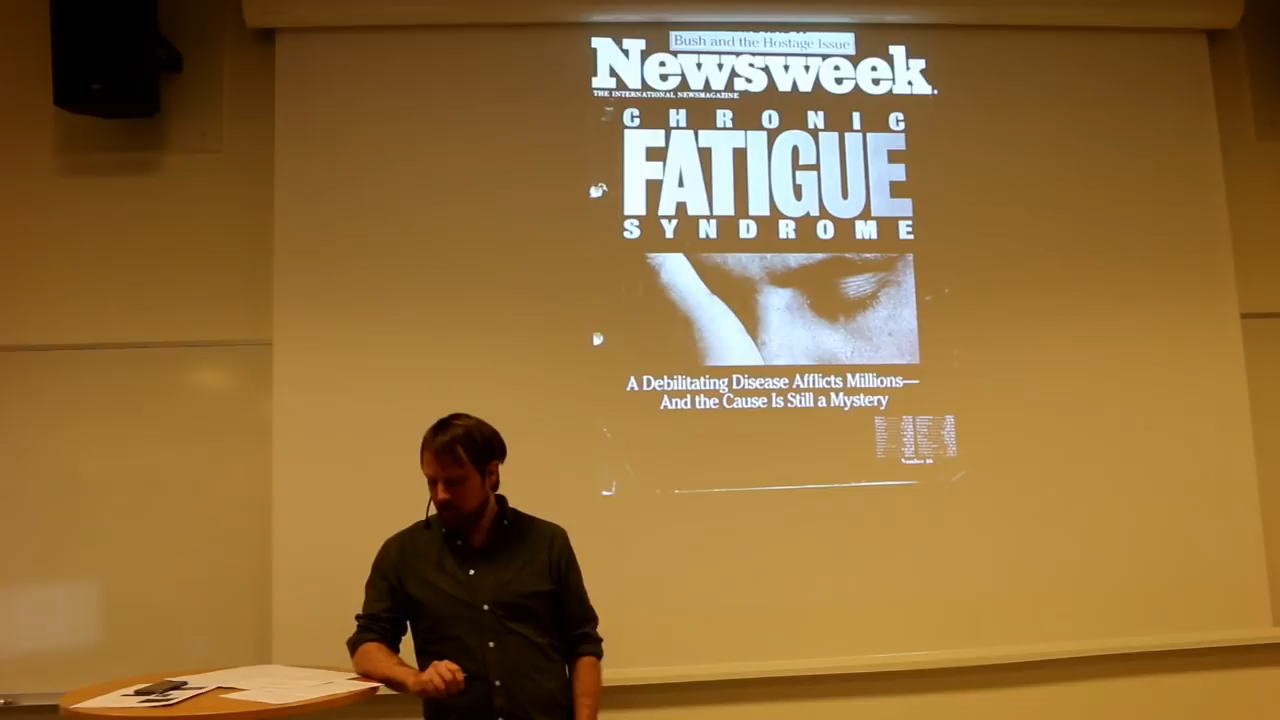 Bush and the Hostage Issue
Newsweek.
THE INTERNATIONAL NEWSMAGAZINE
CHRONIC
FATIGUE
SYNDROME
A Debilitating Disease Afflicts Millions—
And the Cause Is Still a Mystery